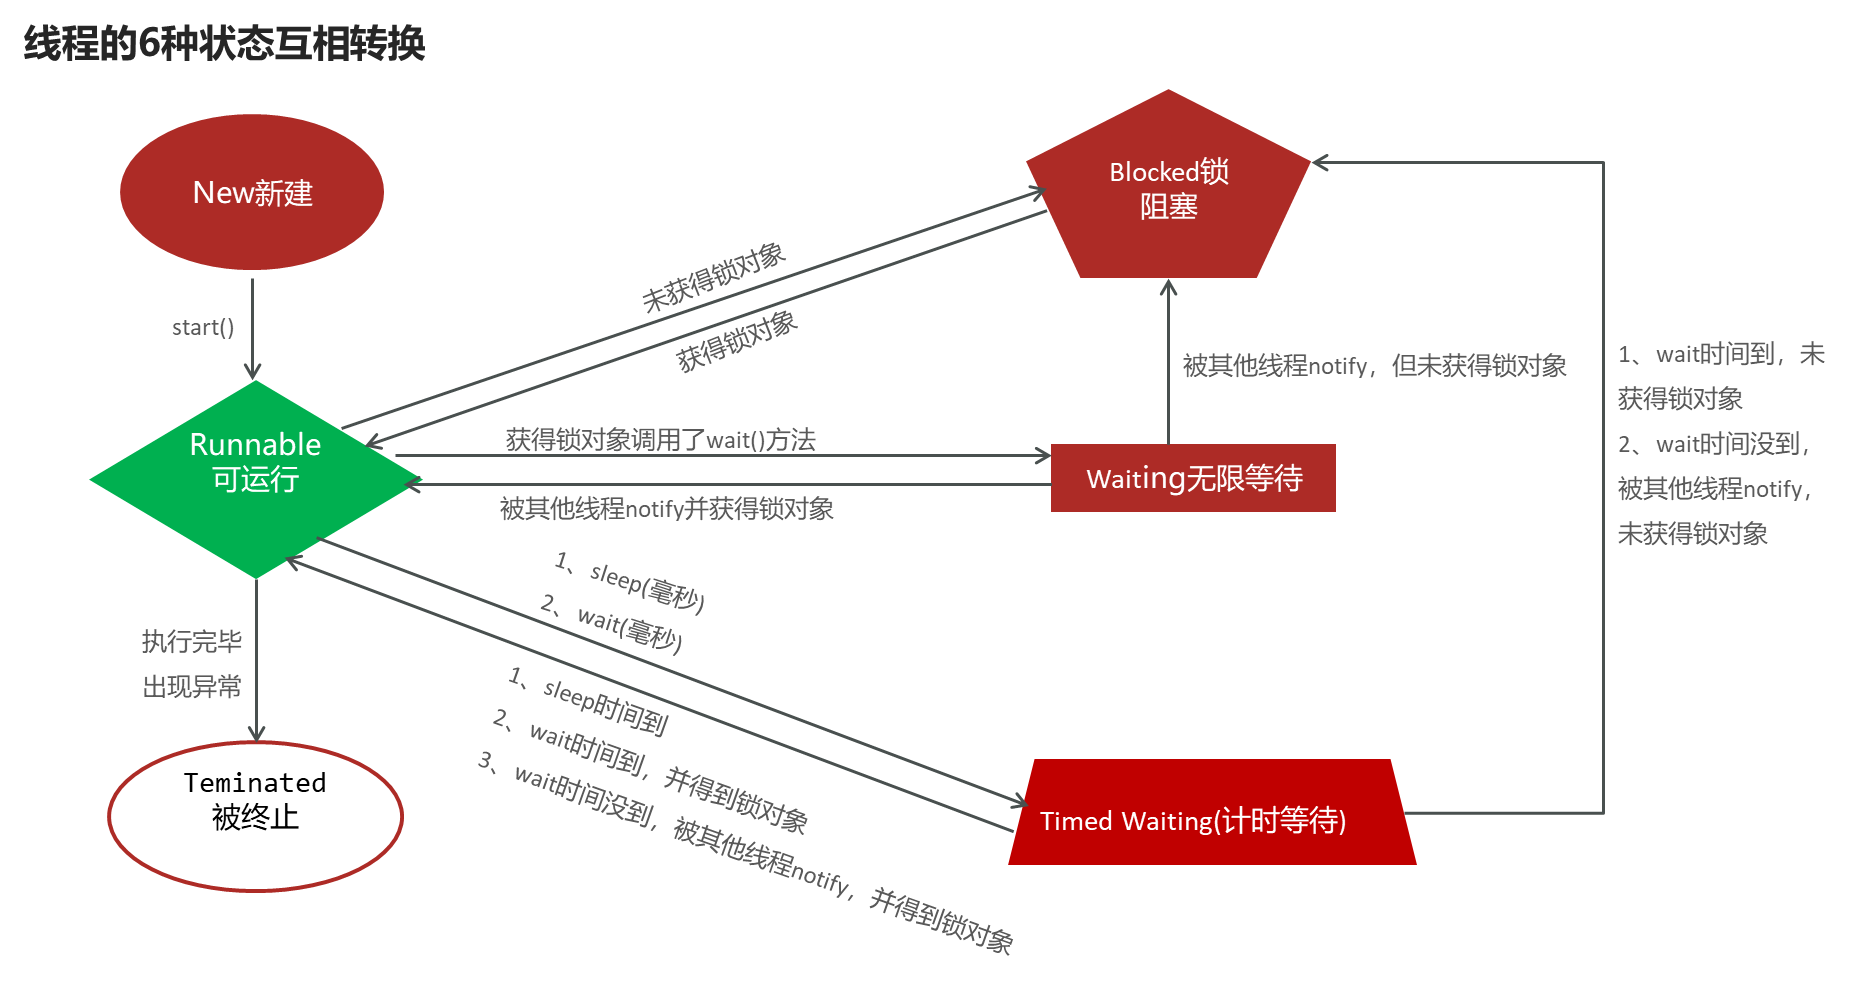 线程的6种状态互相转换
New新建
start()
Runnable
可运行
执行完毕
出现异常
Teminated
被终止
未获得锁对象
获得锁对象
获得锁对象调用了wait()方法
被其他线程notify并获得锁对象
1、sleep(毫秒)
2、wait(毫秒)
1、sleep时间到
2、wait时间到，并得到锁对象
3、wait时间没到，被其他线程notify，并得到锁对象
Blocked锁
阻塞
被其他线程notify，但未获得锁对象
Waiting无限等待
Timed Waiting(计时等待)
1、wait时间到，未
获得锁对象
2、wait时间没到，
被其他线程notify，
未获得锁对象